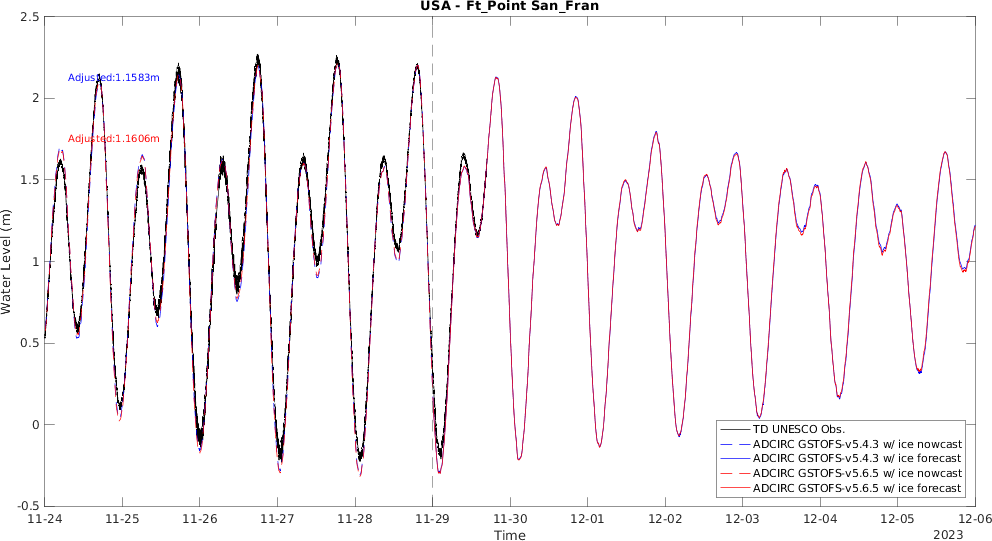 USA - Ft_Point San_Fran
Water Level (m)
2.5
2
1.5
1
0.5
0
-0.5
Adjusted:1.1583m
Adjusted:1.1606m
TD UNESCO Obs.
ADCIRC GSTOFS-v5.4.3 w/ ice nowcast
ADCIRC GSTOFS-v5.4.3 w/ ice forecast
ADCIRC GSTOFS-v5.6.5 w/ ice nowcast
ADCIRC GSTOFS-v5.6.5 w/ ice forecast
11-24 11-25 11-26 11-27 11-28 11-29 11-30 12-01 12-02 12-03 12-04 12-05 12-06
Time
2023